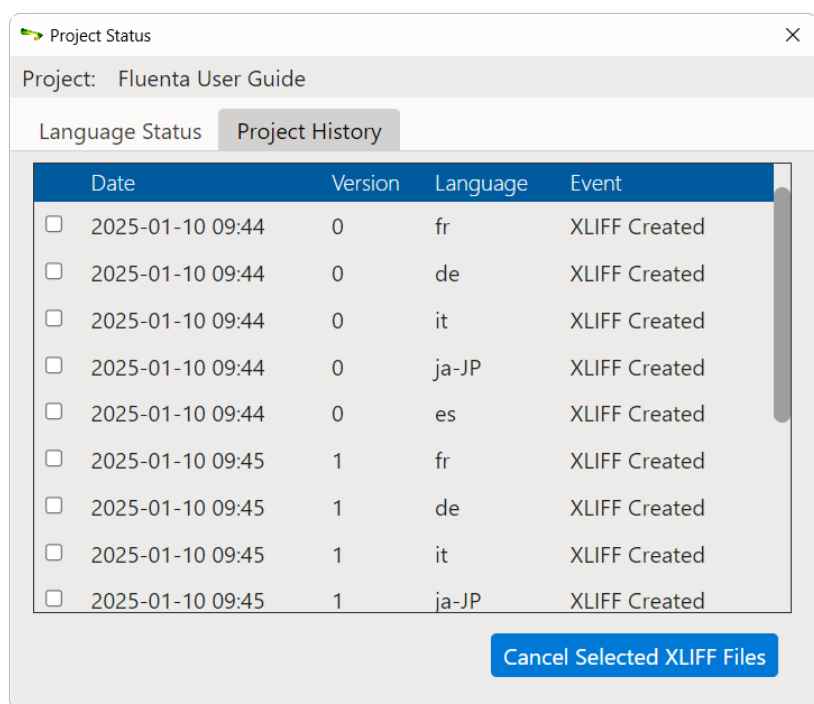 Project Status
Project: Fluenta User Guide
Language Status Project History
Date Version Language Event
2025-01-10 09:44 0 fr XLIFF Created
2025-01-10 09:44 0 de XLIFF Created
2025-01-10 09:44 0 it XLIFF Created
2025-01-10 09:44 0 ja-JP XLIFF Created
2025-01-10 09:44 0 es XLIFF Created
2025-01-10 09:45 1 fr XLIFF Created
2025-01-10 09:45 1 de XLIFF Created
2025-01-10 09:45 1 it XLIFF Created
2025-01-10 09:45 1 ja-JP XLIFF Created
Cancel Selected XLIFF Files